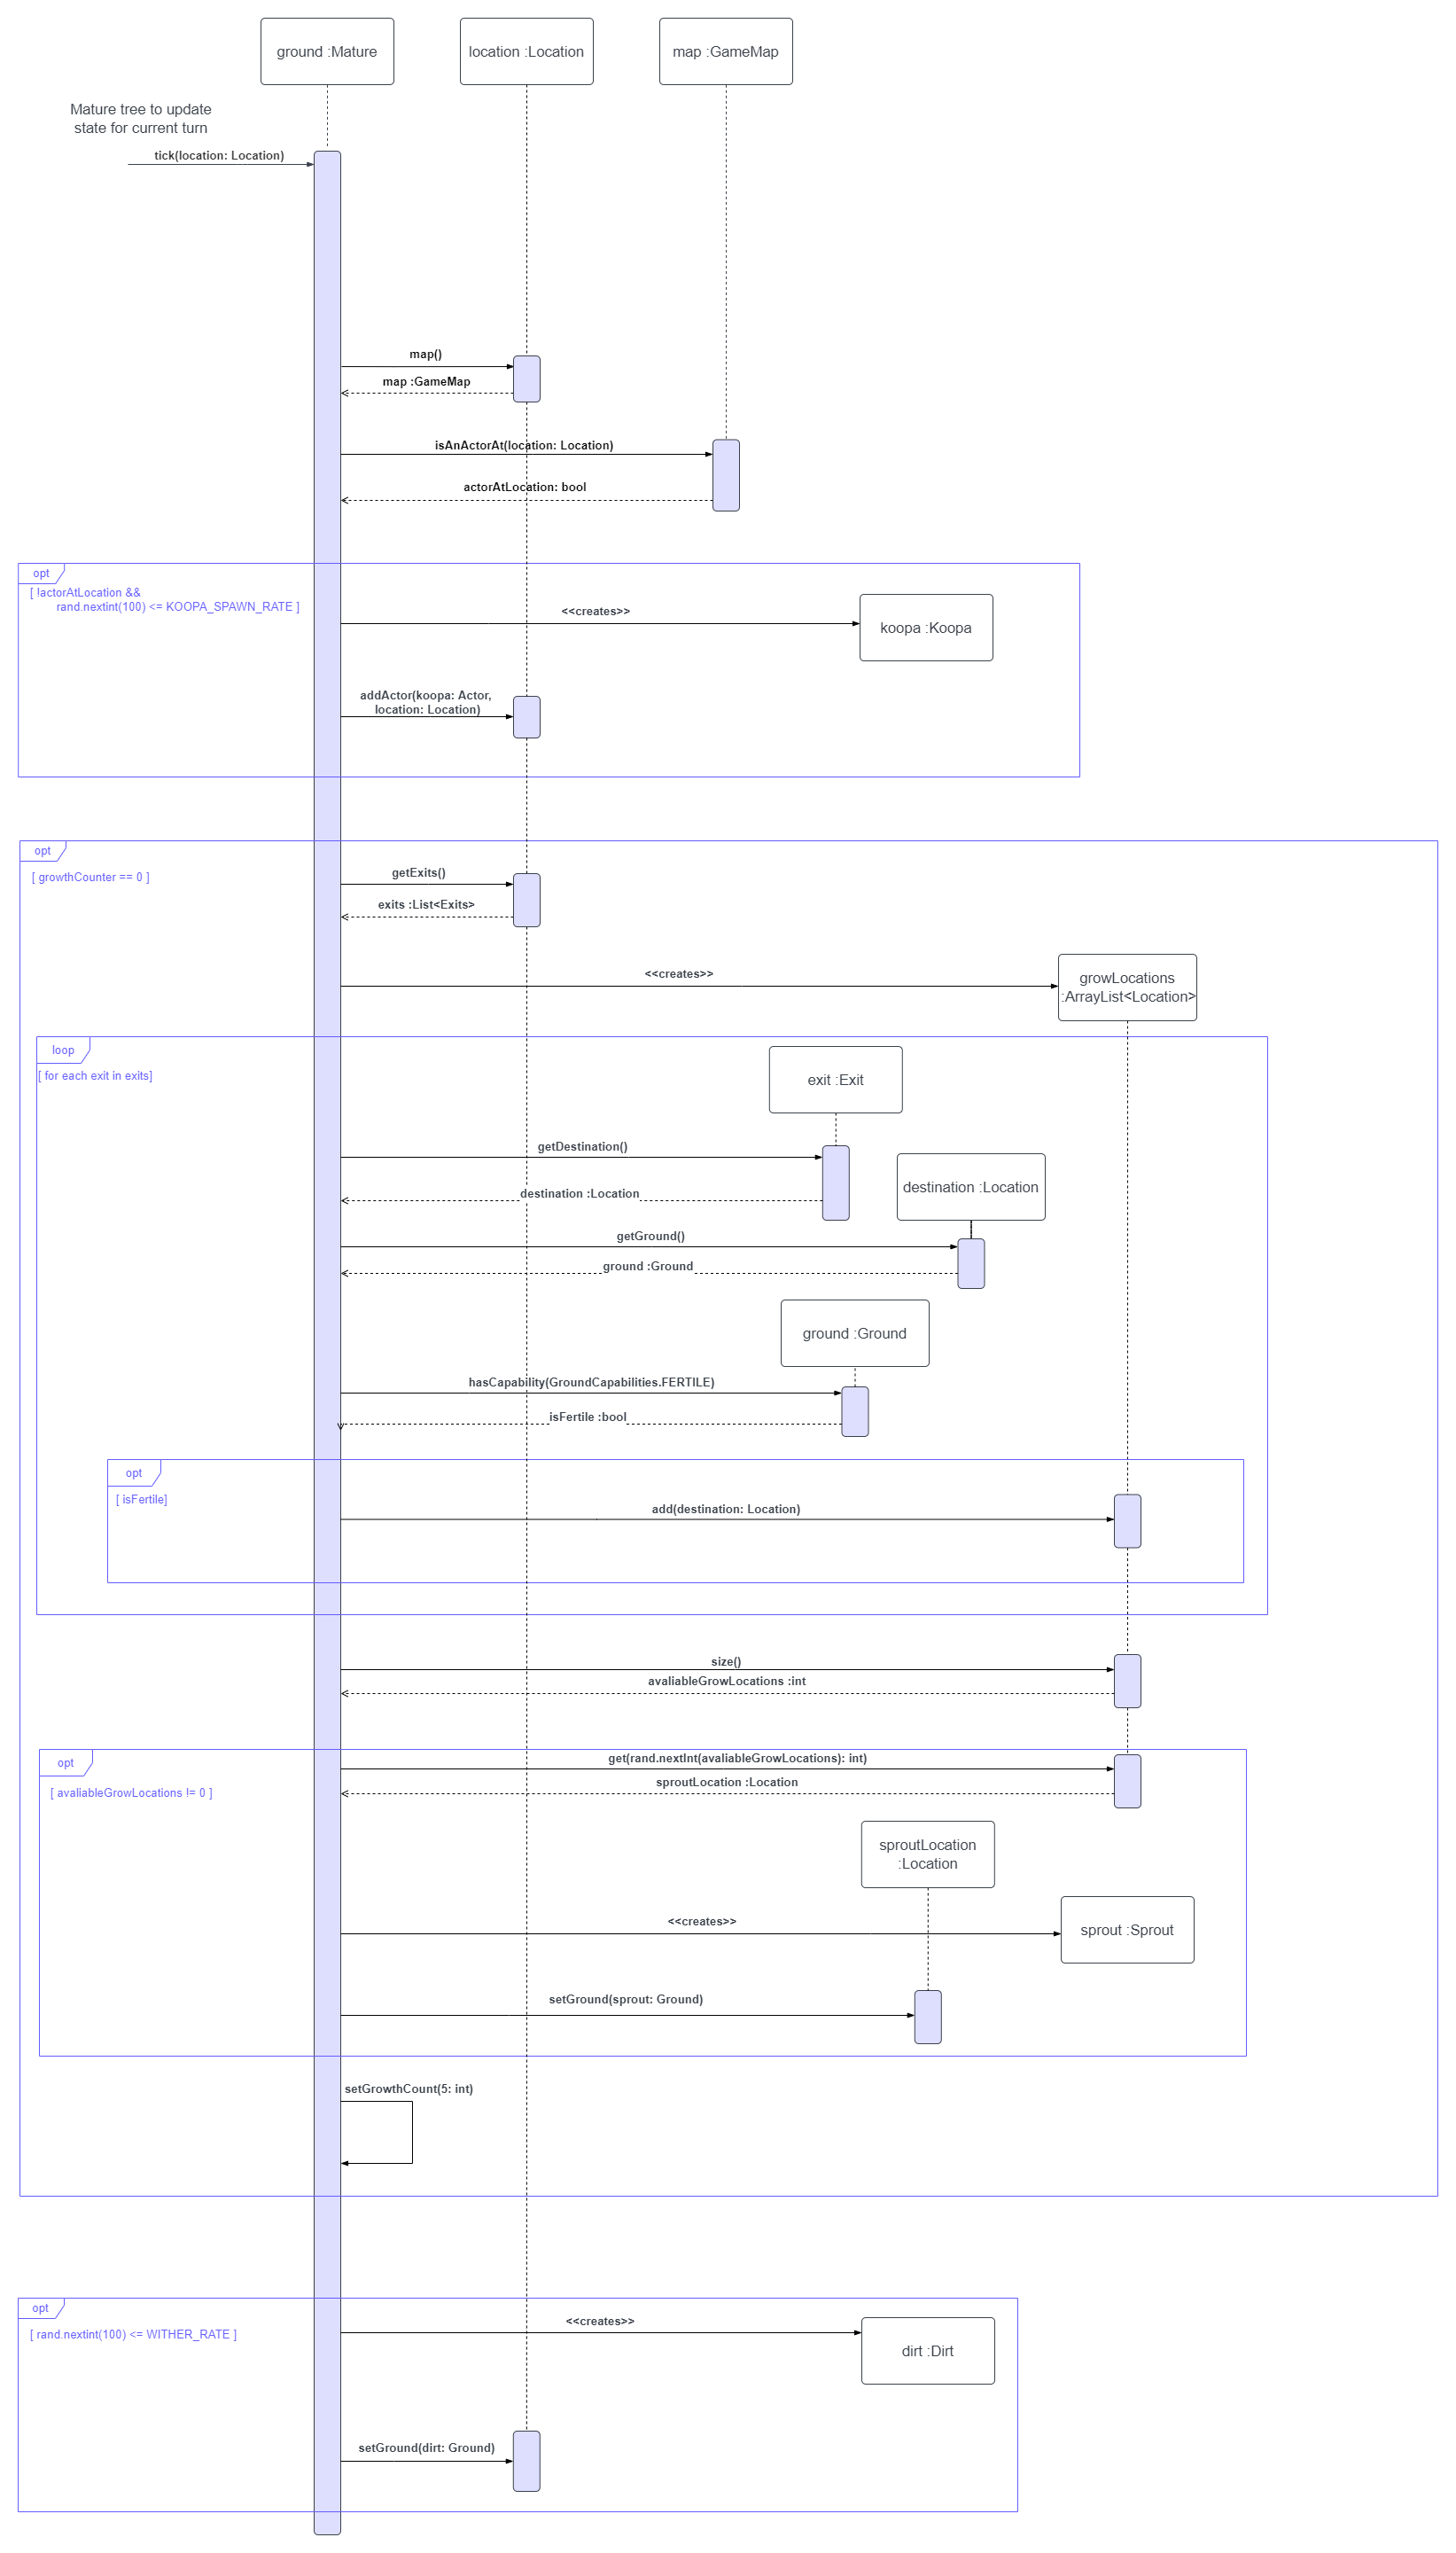 ground :Mature
location :Location
map :GameMap
Mature tree to update
state for current turn
tick(location: Location)
map()
map :GameMap
isAnActorAt(location: Location)
actorAtLocation: bool
opt
[ !actorAtLocation &&
rand.nextint(100) <= KOOPA_SPAWN_RATE ]
<<creates>>
koopa :Koopa
addActor(koopa: Actor,
location: Location)
opt
[ growthCounter == 0 ]
getExits()
exits :List<Exits>
<<creates>>
growLocations
:ArrayList<Location>
loop
[ for each exit in exits]
exit :Exit
getDestination()
destination :Location
destination :Location
getGround()
ground :Ground
ground :Ground
hasCapability(GroundCapabilities.FERTILE)
isFertile :bool
opt
[ isFertile]
add(destination: Location)
size()
avaliableGrowLocations :int
opt
[ avaliableGrowLocations != 0 ]
get(rand.nextInt(avaliableGrowLocations): int)
sproutLocation :Location
sproutLocation
:Location
<<creates>>
sprout :Sprout
setGround(sprout: Ground)
setGrowthCount(5: int)
opt
[ rand.nextint(100) <= WITHER_RATE ]
<<creates>>
dirt :Dirt
setGround(dirt: Ground)